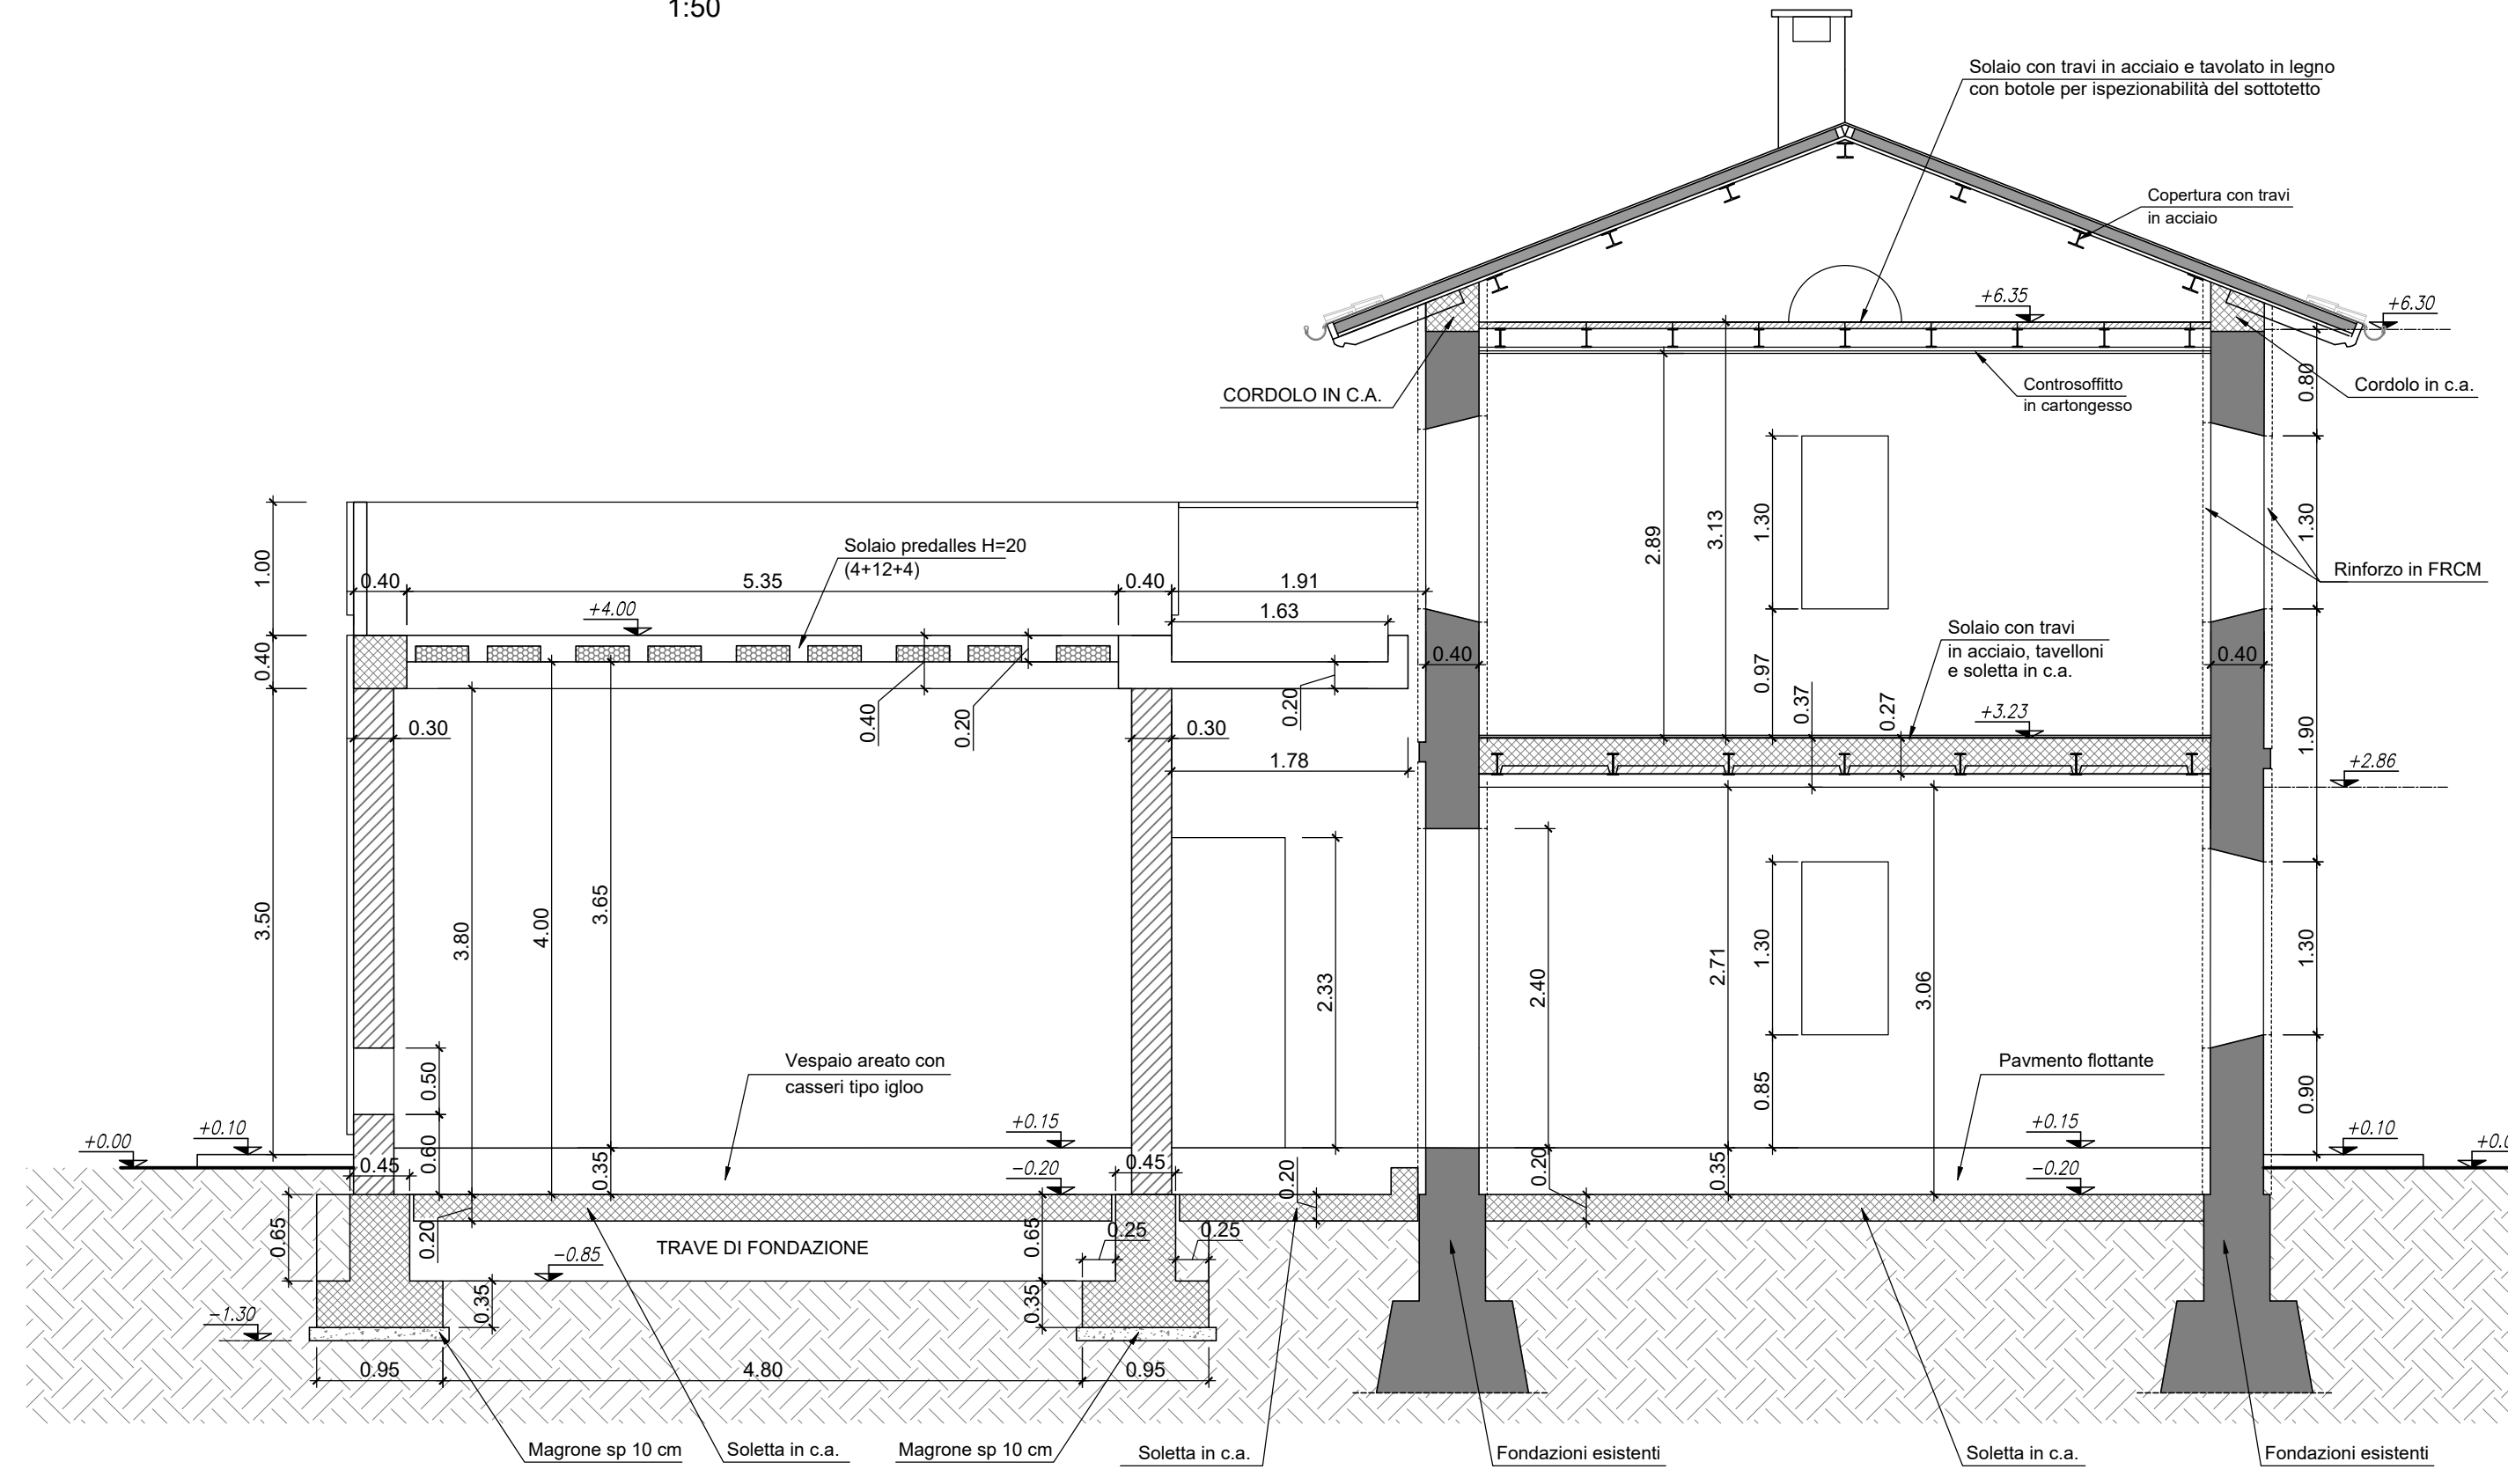 1:50
Solaio con travi in acciaio e tavolato in legno
con botole per ispezionabilità del sottotetto
Copertura con travi
in acciaio
+6.35
+6.30
CORDOLO IN C.A.
Controsoffitto
in cartongesso
0.80
Cordolo in c.a.
1.00
Solaio predalles H=20
(4+12+4)
0.40
5.35
0.40
1.91
2.89
3.13
1.30
1.30
Rinforzo in FRCM
+4.00
1.63
Solaio con travi
in acciaio, tavelloni
e soletta in c.a.
0.40
0.40
0.40
0.97
0.40
0.20
0.20
0.37
0.27
+3.23
1.90
0.30
0.30
1.78
+2.86
3.50
3.80
4.00
3.65
2.33
2.40
2.71
1.30
3.06
1.30
Vespaio areato con
casseri tipo igloo
Pavmento flottante
0.50
0.85
0.90
+0.00
+0.10
0.60
+0.15
+0.15
+0.10
+0.0
0.45
0.35
0.45
-0.20
0.20
0.20
0.35
-0.20
0.65
0.20
TRAVE DI FONDAZIONE
0.65
0.25
0.25
-0.85
-1.30
0.35
0.35
0.95
4.80
0.95
Magrone sp 10 cm
Soletta in c.a.
Magrone sp 10 cm
Soletta in c.a.
Fondazioni esistenti
Soletta in c.a.
Fondazioni esistenti